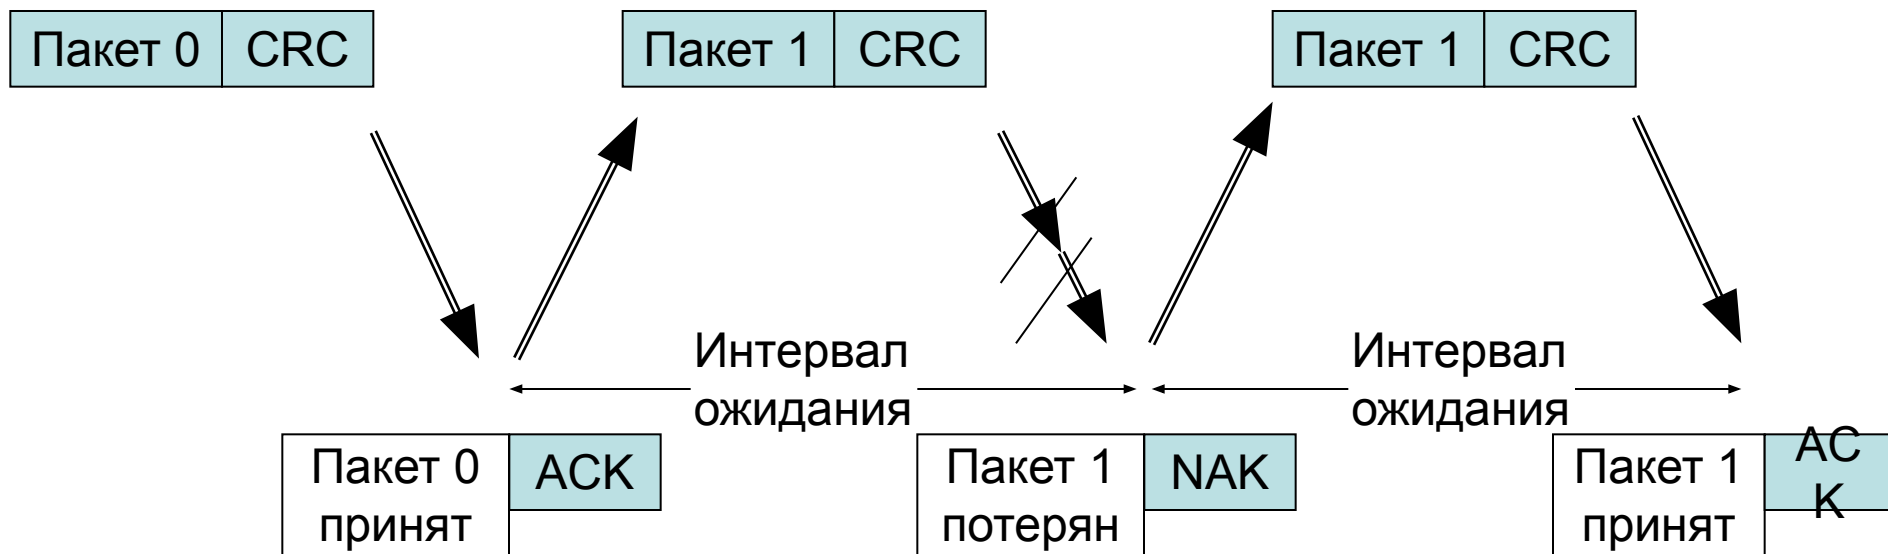 Пакет 0 CRC Пакет 1 CRC Пакет 1 CRC
Интервал
ожидания
Интервал
ожидания
Пакет 0
принят
ACK
Пакет 1
потерян
NAK
Пакет 1
принят
AC
K